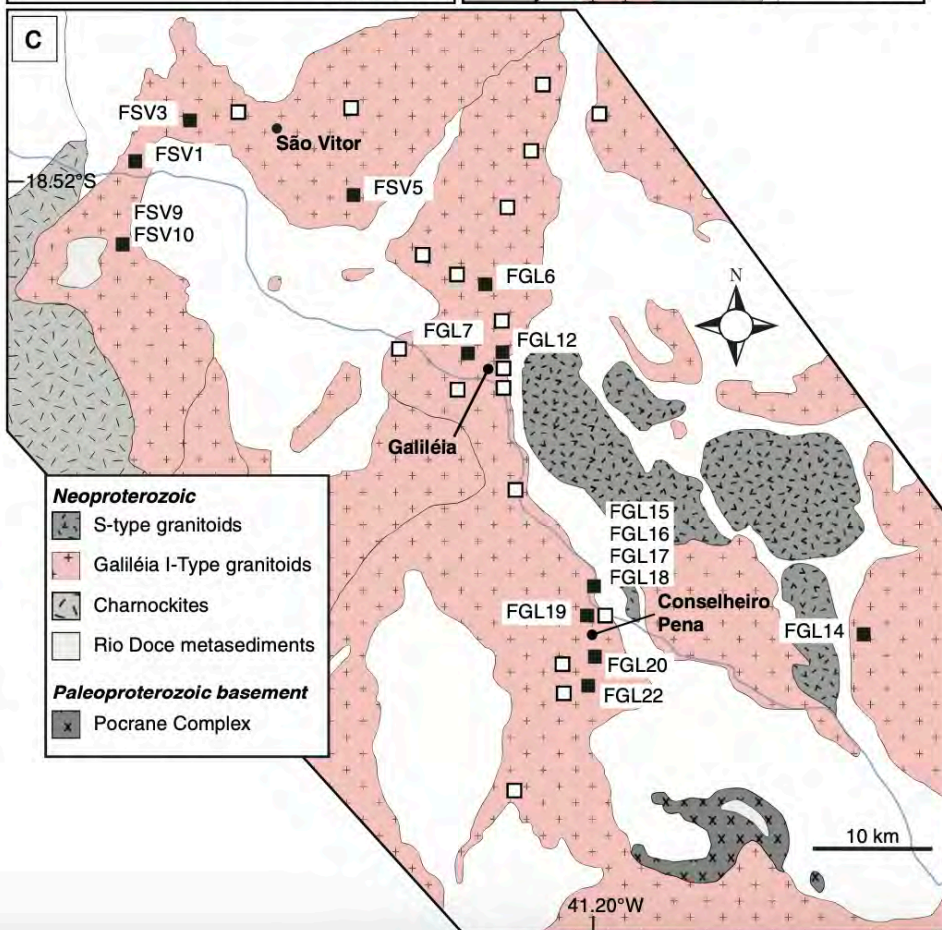 C
FSV3
São Vitor
FSV1
18.52°S
FSV5
FSV9
FSV10
FGL6
N
FGL7
FGL12
Galiléia
Neoproterozoic
S-type granitoids
Galiléia I-Type granitoids
Charnockites
Rio Doce metasediments
Paleoproterozoic basement
Pocrane Complex
FGL15
FGL16
FGL17
FGL18
FGL19
Conselheiro
Pena
FGL14
FGL20
FGL22
10 km
41.20°W